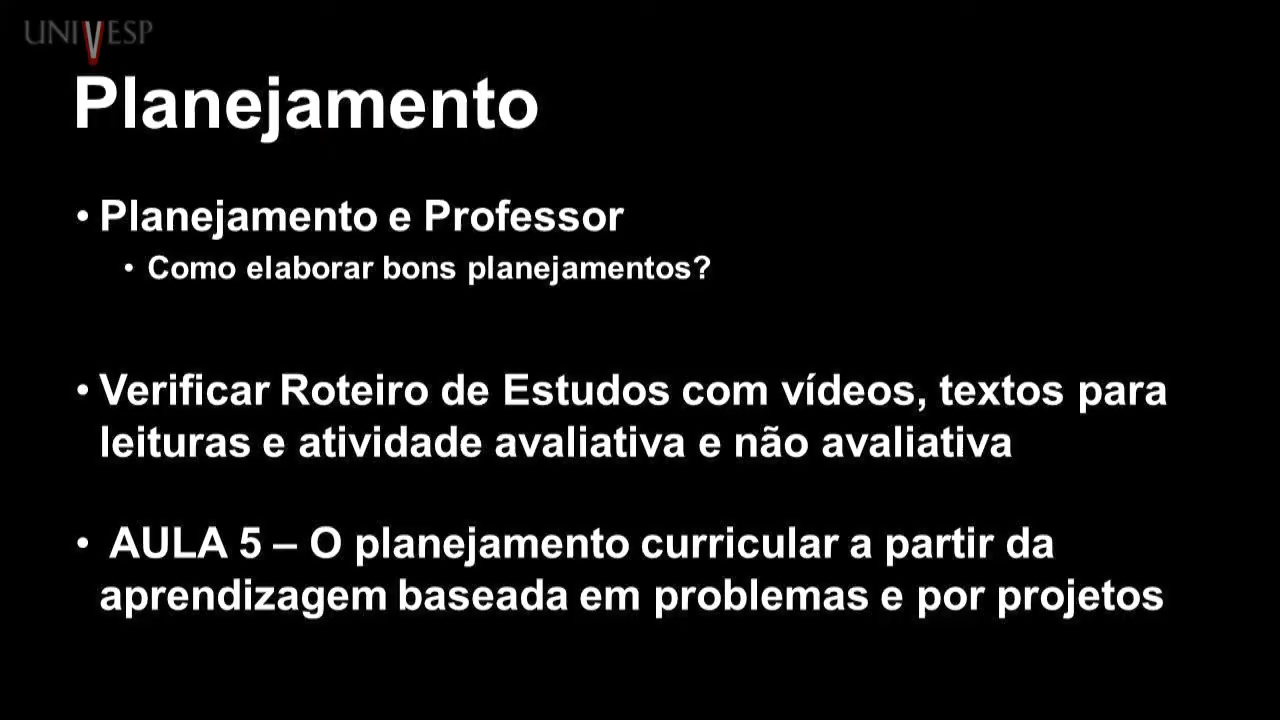 UNIVESP
Planejamento
• Planejamento e Professor
• Como elaborar bons planejamentos?
• Verificar Roteiro de Estudos com vídeos, textos para
leituras e atividade avaliativa e não avaliativa
• AULA 5 – O planejamento curricular a partir da
aprendizagem baseada em problemas e por projetos